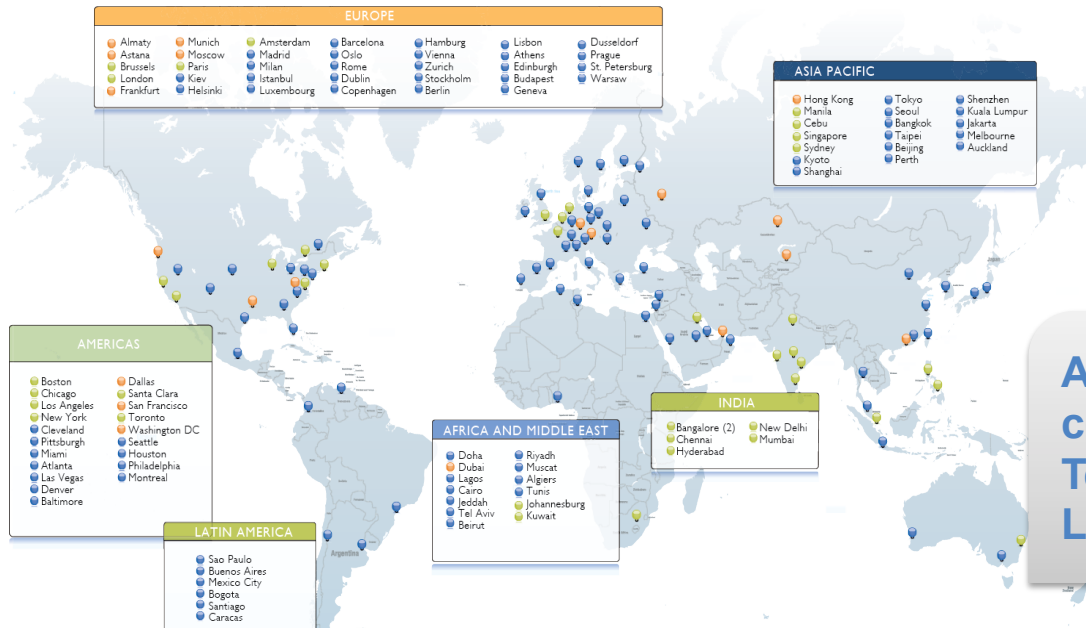 EUROPE
Almaty
Astana
Brussels
London
Frankfurt
Munich
Moscow
Paris
Kiev
Helsinki
Amsterdam
Madrid
Milan
Istanbul
Luxembourg
Barcelona
Oslo
Rome
Dublin
Copenhagen
Hamburg
Vienna
Zurich
Stockholm
Berlin
Lisbon
Athens
Edinburgh
Budapest
Geneva
Dusseldorf
Prague
St. Petersburg
Warsaw
ASIA PACIFIC
Hong Kong
Manila
Cebu
Singapore
Sydney
Kyoto
Shanghai
Tokyo
Seoul
Bangkok
Taipei
Beijing
Perth
Shenzhen
Kuala Lumpur
Jakarta
Melbourne
Auckland
AMERICAS
Boston
Chicago
Los Angeles
New York
Cleveland
Pittsburgh
Miami
Atlanta
Las Vegas
Denver
Baltimore
Dallas
Santa Clara
San Francisco
Toronto
Washington DC
Seattle
Houston
Philadelphia
Montreal
INDIA
Bangalore (2)
Chennai
Hyderabad
New Delhi
Mumbai
AFRICA AND MIDDLE EAST
Doha
Dubai
Lagos
Cairo
Jeddah
Tel Aviv
Beirut
Riyadh
Muscat
Algiers
Tunis
Johannesburg
Kuwait
LATIN AMERICA
Sao Paulo
Buenos Aires
Mexico City
Bogota
Santiago
Caracas
Argentina